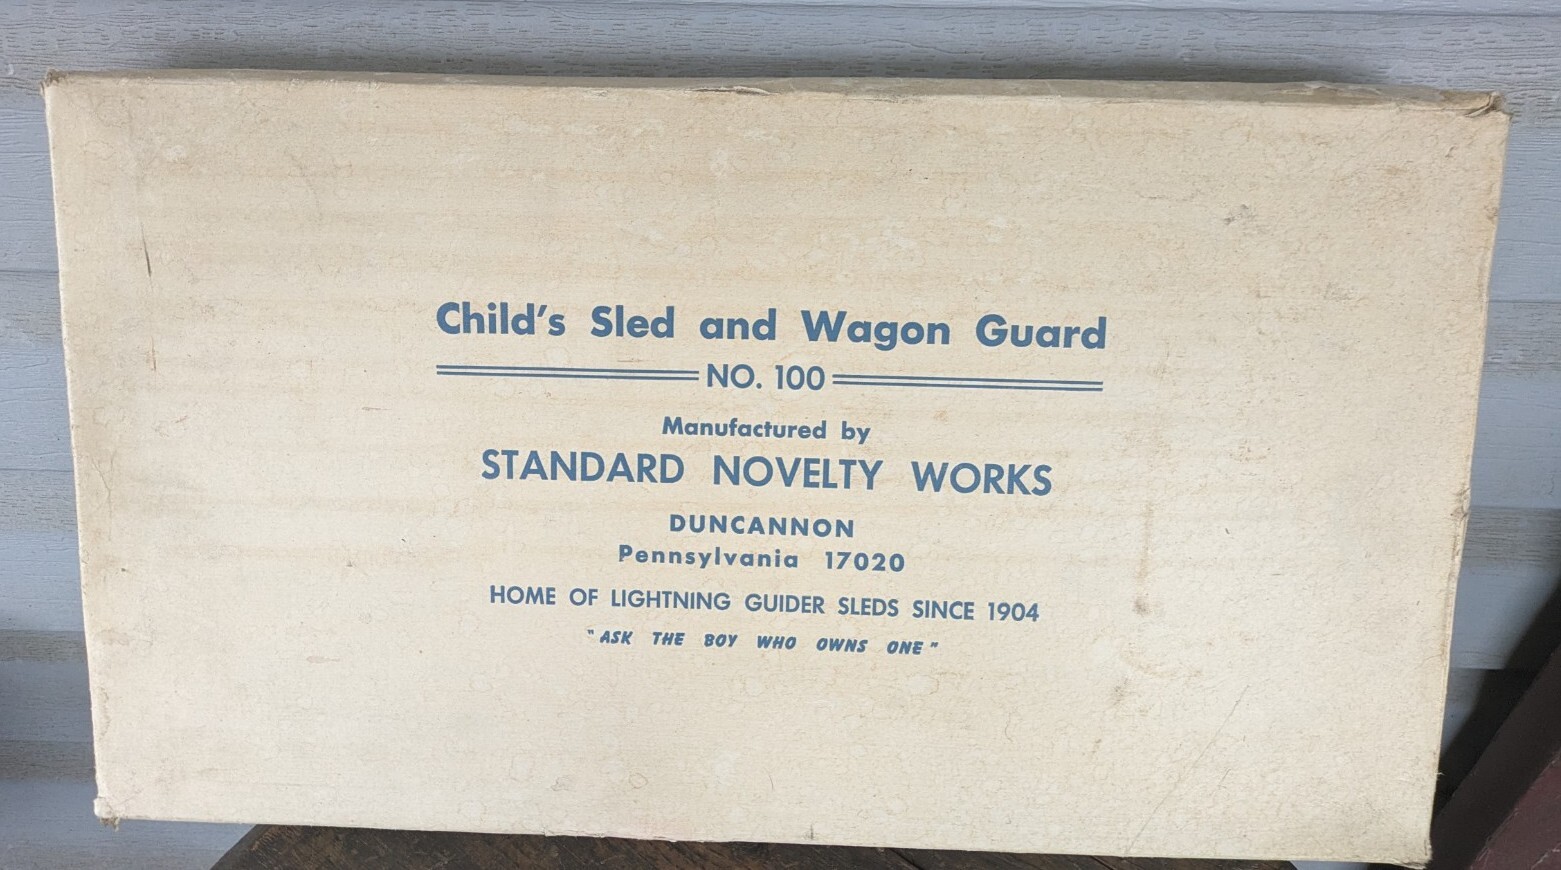 Child's Sled and Wagon Guard
NO. 100
Manufactured by
STANDARD NOVELTY WORKS
DUNCANNON
Pennsylvania 17020
HOME OF LIGHTNING GUIDER SLEDS SINCE 1904
"ASK THE BOY WHO OWNS ONE"